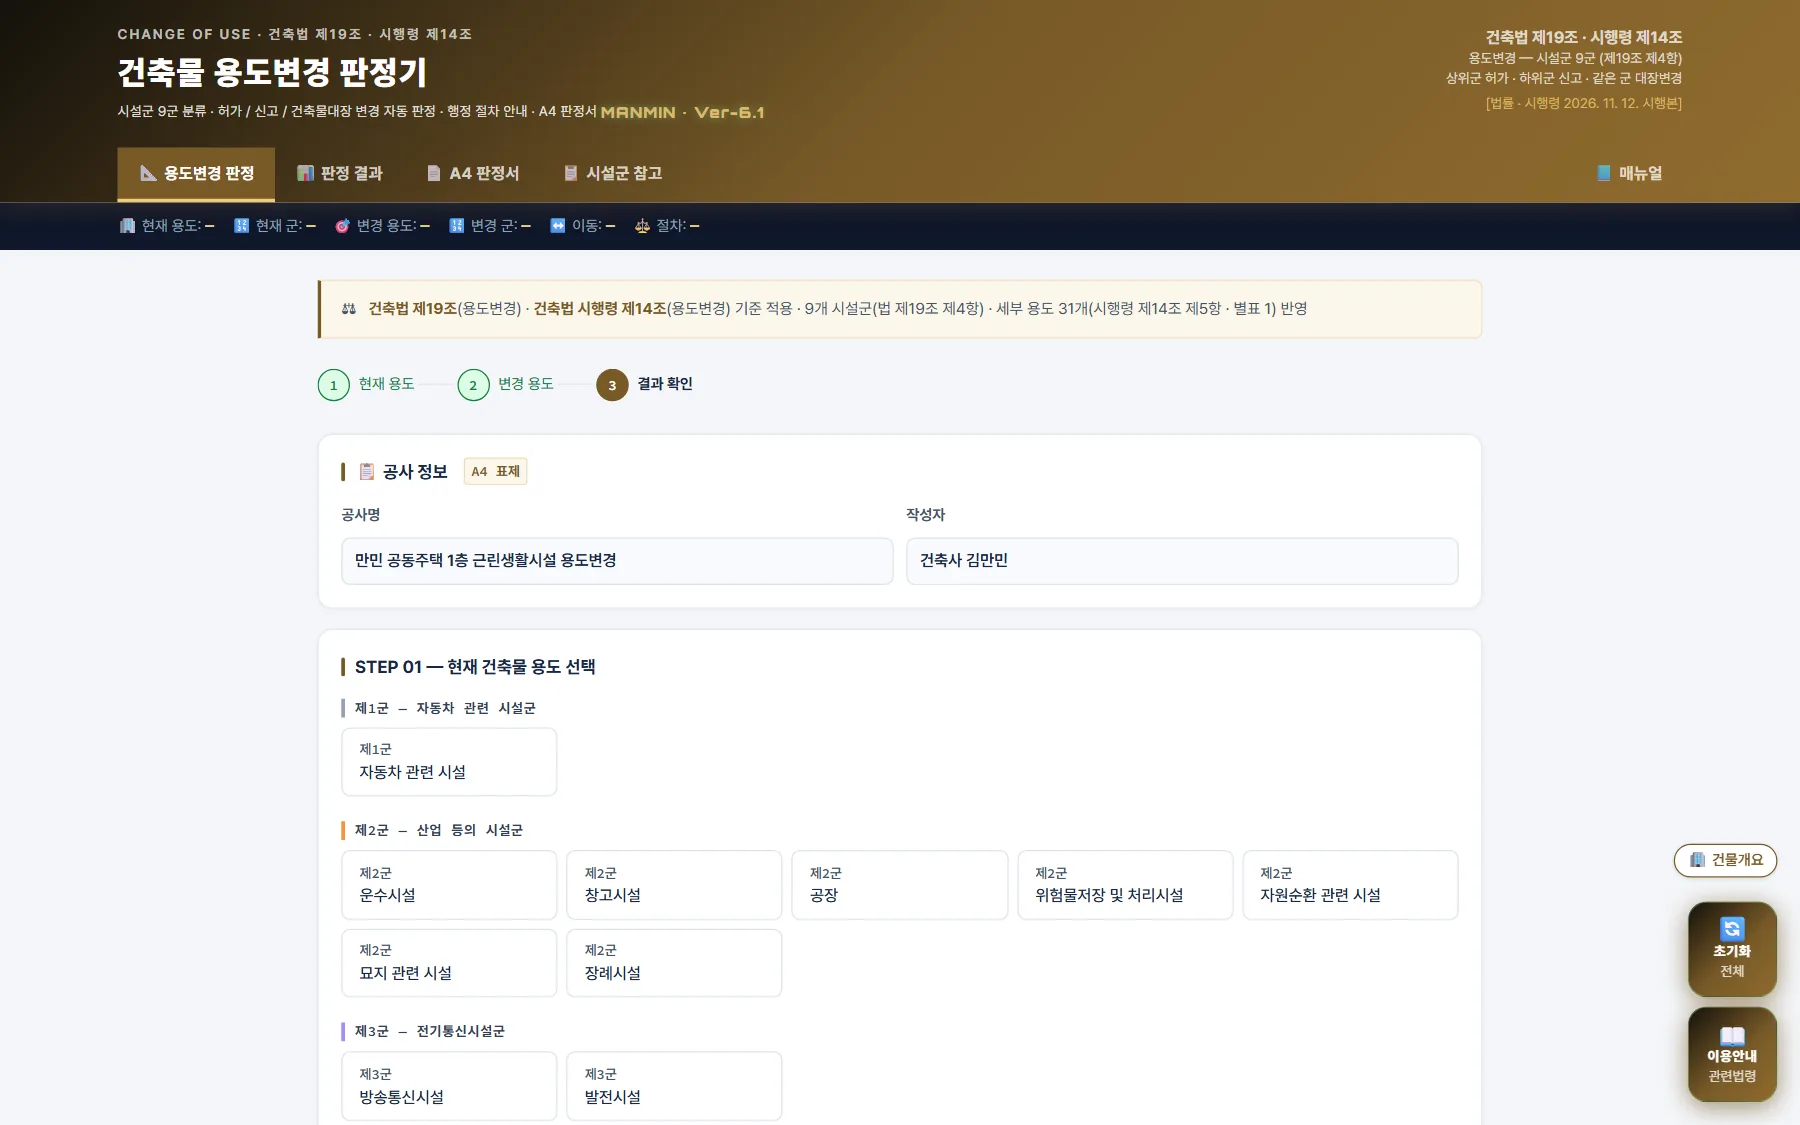 CHANGE OF USE · 건축법 제19조 · 시행령 제14조
건축물 용도변경 판정기
시설군 9군 분류 · 허가 / 신고 / 건축물대장 변경 자동 판정 · 행정 절차 안내 · A4 판정서 MANMIN · Ver-6.1
건축법 제19조 · 시행령 제14조
용도변경 — 시설군 9군 (제19조 제4항)
상위군 허가 · 하위군 신고 · 같은 군 대장변경
[법률 · 시행령 2026. 11. 12. 시행본]
용도변경 판정
판정 결과
A4 판정서
시설군 참고
매뉴얼
현재 용도: —
현재 군: —
변경 용도: —
변경 군: —
이동: —
절차: —
건축법 제19조(용도변경) · 건축법 시행령 제14조(용도변경) 기준 적용 · 9개 시설군(법 제19조 제4항) · 세부 용도 31개(시행령 제14조 제5항 · 별표 1) 반영
1 현재 용도
2 변경 용도
3 결과 확인
공사 정보 A4 표제
공사명
만민 공동주택 1층 근린생활시설 용도변경
작성자
건축사 김만민
STEP 01 — 현재 건축물 용도 선택
제1군 — 자동차 관련 시설군
제1군
자동차 관련 시설
제2군 — 산업 등의 시설군
제2군
운수시설
제2군
창고시설
제2군
공장
제2군
위험물저장 및 처리시설
제2군
자원순환 관련 시설
제2군
묘지 관련 시설
제2군
장례시설
제3군 — 전기통신시설군
제3군
방송통신시설
제3군
발전시설
건물개요
초기화
전체
이용안내
관련법령